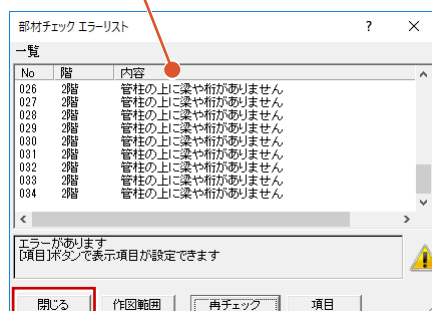 部材チェック エラーリスト ? ×
一覧
No 階 内容
026 2階 管柱の上に梁や桁がありません
027 2階 管柱の上に梁や桁がありません
028 2階 管柱の上に梁や桁がありません
029 2階 管柱の上に梁や桁がありません
030 2階 管柱の上に梁や桁がありません
031 2階 管柱の上に梁や桁がありません
032 2階 管柱の上に梁や桁がありません
033 2階 管柱の上に梁や桁がありません
034 2階 管柱の上に梁や桁がありません
エラーがあります
[項目]ボタンで表示項目が設定できます
閉じる 作図範囲 再チェック 項目